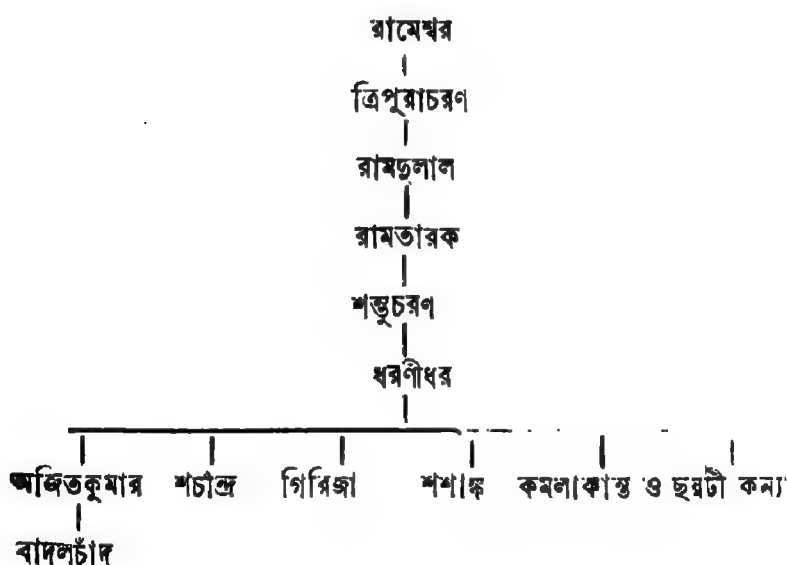 রামেশ্বর
ত্রিপুরাচরণ
রামদুলাল
রামতারক
শম্ভুচরণ
ধরণীধর
অজিতকুমার শচীন্দ্র গিরিজা শশাঙ্ক কমলাকান্ত ও ছয়টী কন্যা
বাদলচাঁদ